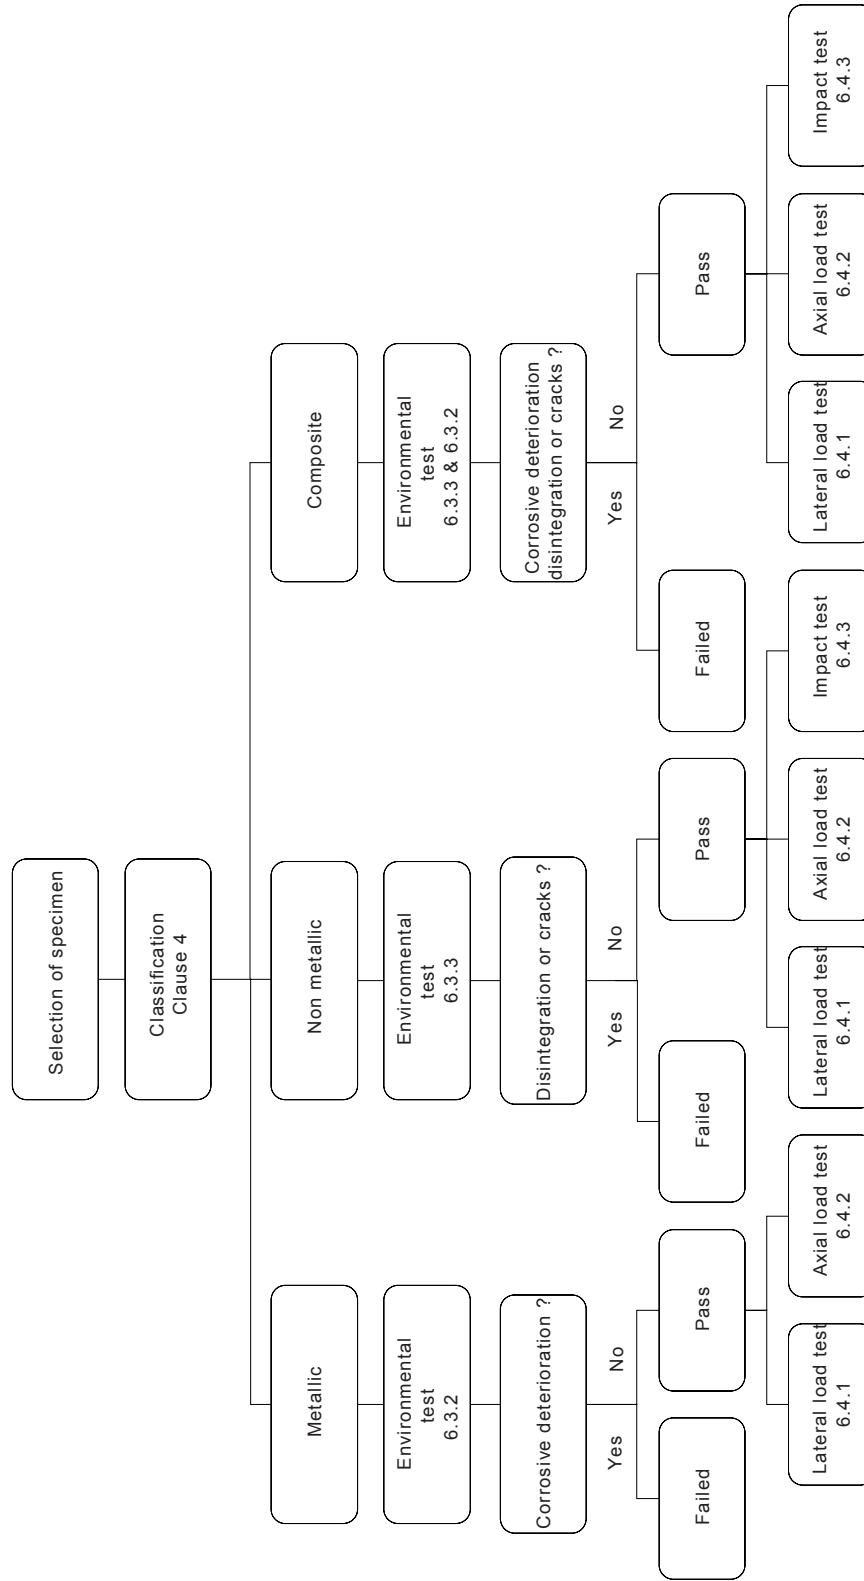 Selection of specimen
Classification
Clause 4
Metallic
Non metallic
Composite
Environmental
test
6.3.2
Environmental
test
6.3.3
Environmental
test
6.3.3 & 6.3.2
Corrosive deterioration ?
Disintegration or cracks ?
Corrosive deterioration
disintegration or cracks ?
Yes
No
Yes
No
Yes
No
Failed
Pass
Failed
Pass
Failed
Pass
Lateral load test
6.4.1
Axial load test
6.4.2
Lateral load test
6.4.1
Axial load test
6.4.2
Impact test
6.4.3
Lateral load test
6.4.1
Axial load test
6.4.2
Impact test
6.4.3